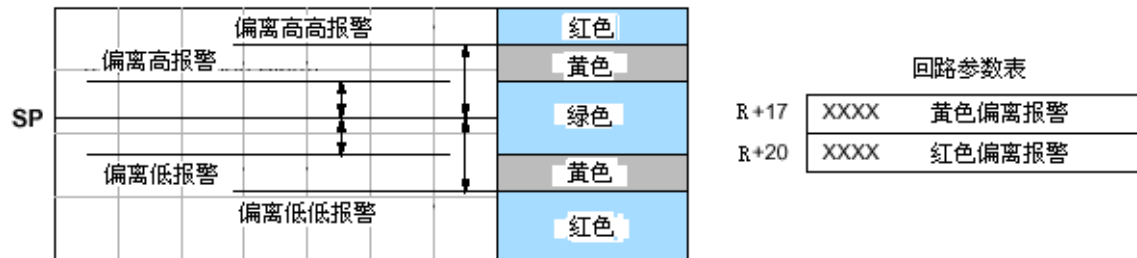 偏离高高报警
红色
偏离高报警
黄色
回路参数表
SP
绿色
R+17 XXXX 黄色偏离报警
R+20 XXXX 红色偏离报警
偏离低报警
黄色
偏离低低报警
红色